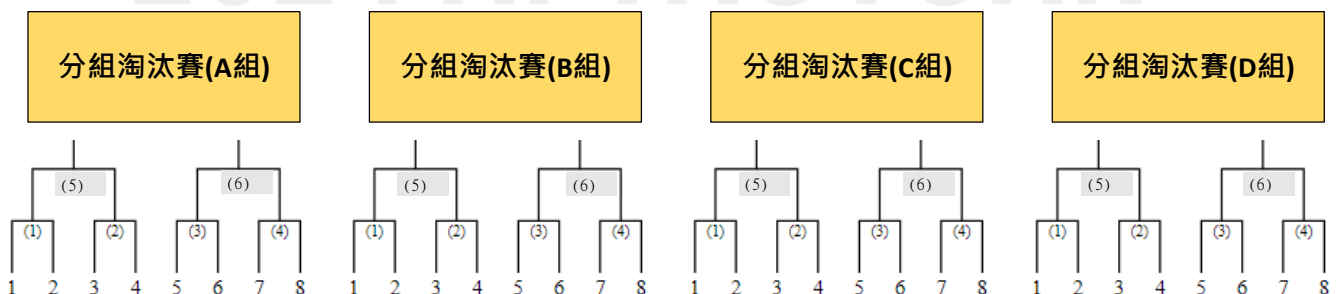 分組淘汰賽(A組) 分組淘汰賽(B組) 分組淘汰賽(C組) 分組淘汰賽(D組)
(5) (6) (5) (6) (5) (6) (5) (6)
(1) (2) (3) (4) (1) (2) (3) (4) (1) (2) (3) (4) (1) (2) (3) (4)
1 2 3 4 5 6 7 8 1 2 3 4 5 6 7 8 1 2 3 4 5 6 7 8 1 2 3 4 5 6 7 8